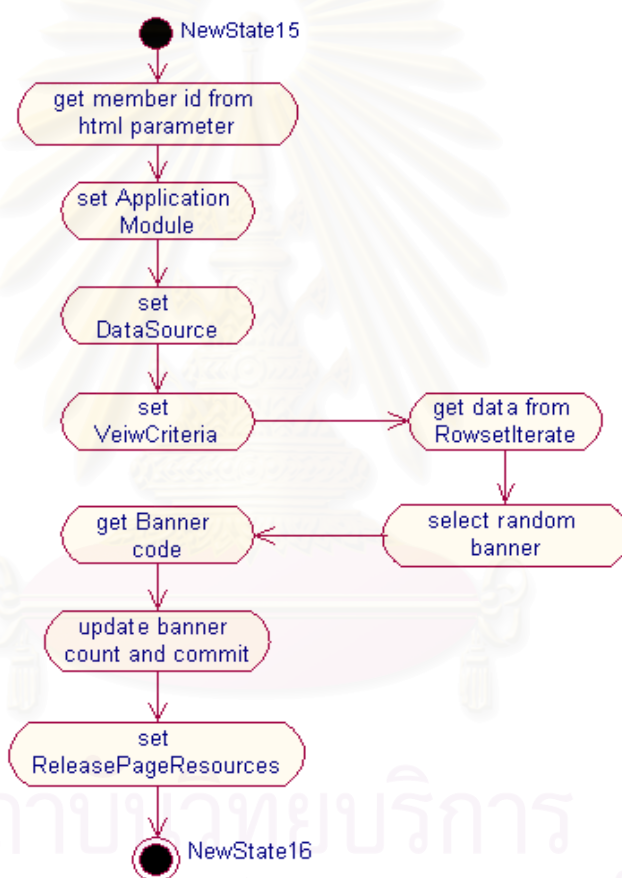 NewState15
get member id from
html parameter
set Application
Module
set
DataSource
set
VeiwCriteria
get data from
RowsetIterate
select random
banner
get Banner
code
update banner
count and commit
set
ReleasePageResources
NewState16